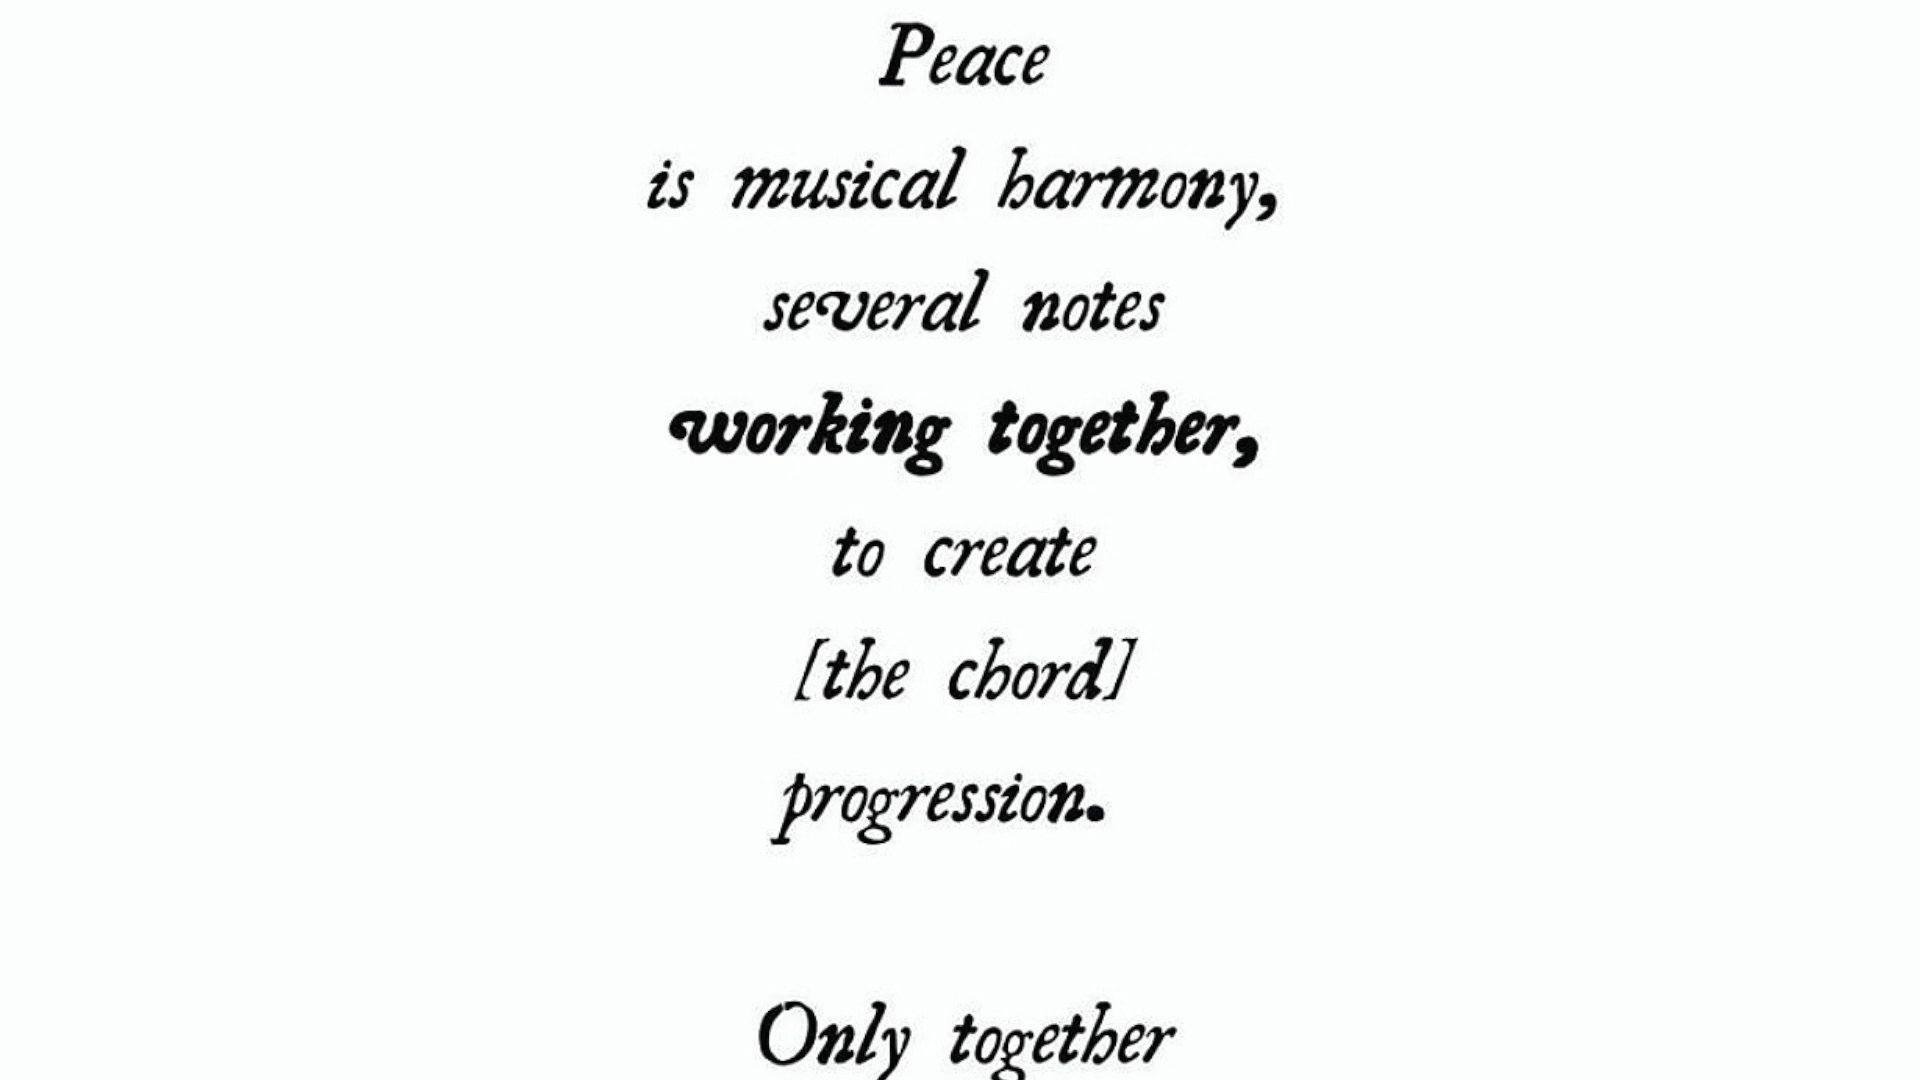 Peace
is musical harmony,
several notes
working together,
to create
[the chord]
progression.
Only together